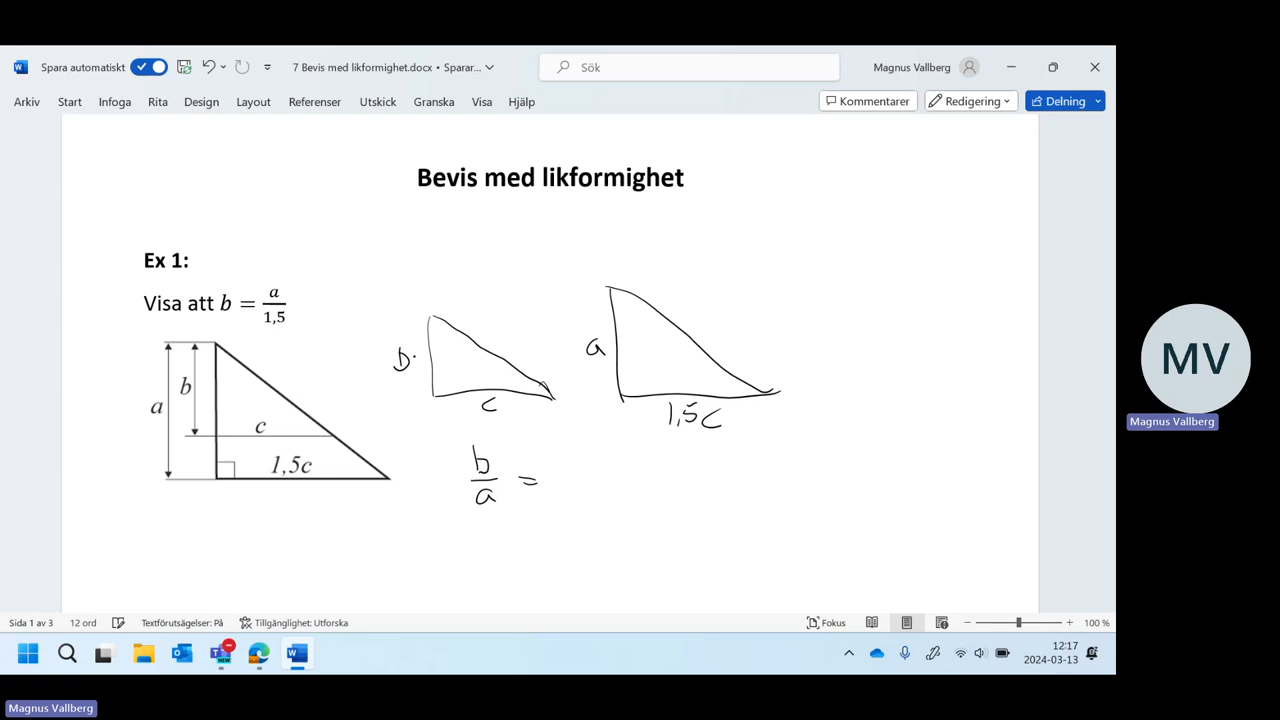 Spara automatiskt
7 Bevis med likformighet.docx • Sparar...
Sök
Magnus Vallberg
Arkiv Start Infoga Rita Design Layout Referenser Utskick Granska Visa Hjälp
Kommentarer Redigering Delning
Bevis med likformighet
Ex 1:
Visa att b = a/1,5
a b c 1,5c
b c
a 1,5c
b/a =
MV
Magnus Vallberg
Sida 1 av 3 12 ord Textförutsägelser: På Tillgänglighet: Utforska Fokus 100 %
NEW
12:17
2024-03-13
Magnus Vallberg